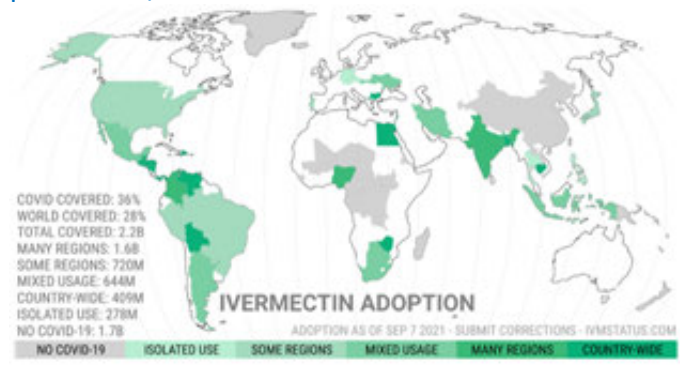 COVID COVERED: 36%
WORLD COVERED: 28%
TOTAL COVERED: 2.2B
MANY REGIONS: 1.6B
SOME REGIONS: 720M
MIXED USAGE: 644M
COUNTRY-WIDE: 409M
ISOLATED USE: 278M
NO COVID-19: 1.7B
IVERMECTIN ADOPTION
ADOPTION AS OF SEP 7 2021 - SUBMIT CORRECTIONS - IVMSTATUS.COM
NO COVID-19 ISOLATED USE SOME REGIONS MIXED USAGE MANY REGIONS COUNTRY-WIDE